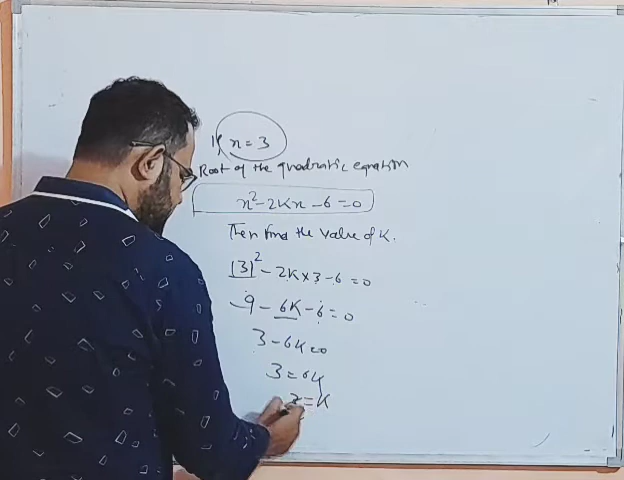 If x = 3
Root of the quadratic equation
x² - 2Kx - 6 = 0
Then find the value of K.
(3)² - 2K×3 - 6 = 0
9 - 6K - 6 = 0
3 - 6K = 0
3 = 6K
= K